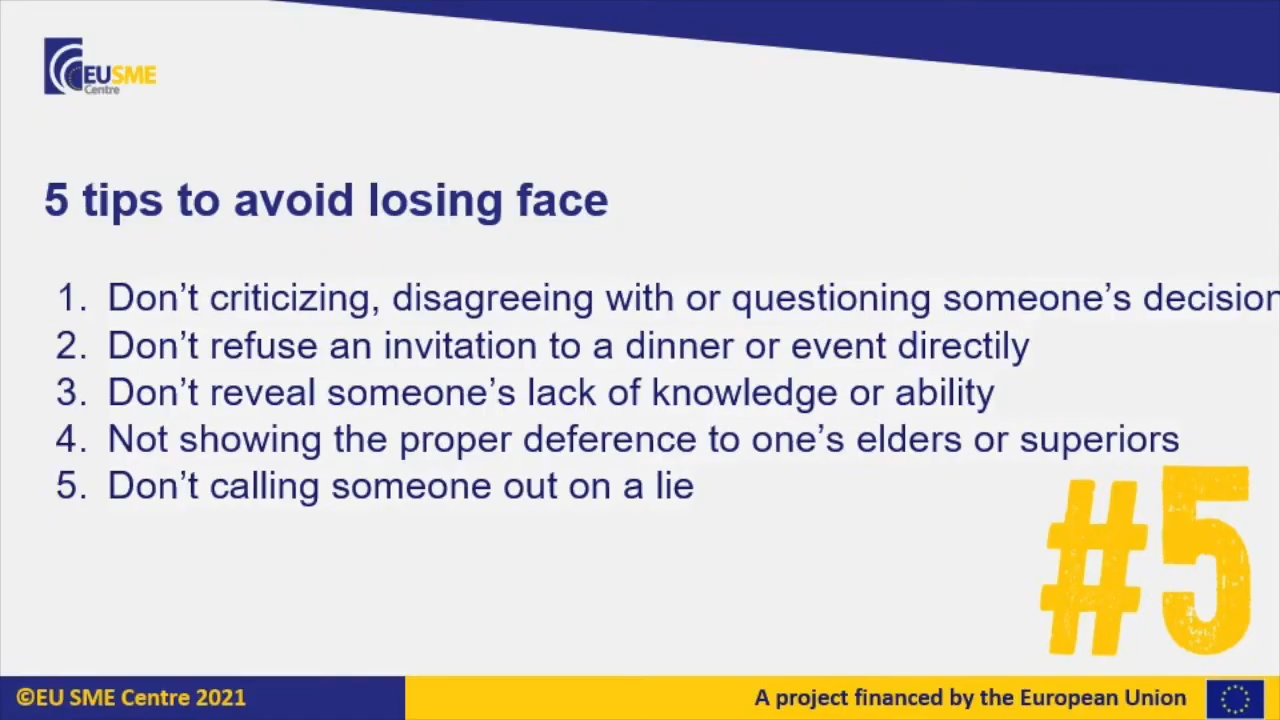 EUSME
Centre
5 tips to avoid losing face
1. Don’t criticizing, disagreeing with or questioning someone’s decision
2. Don’t refuse an invitation to a dinner or event directily
3. Don’t reveal someone’s lack of knowledge or ability
4. Not showing the proper deference to one’s elders or superiors
5. Don’t calling someone out on a lie
#5
©EU SME Centre 2021
A project financed by the European Union